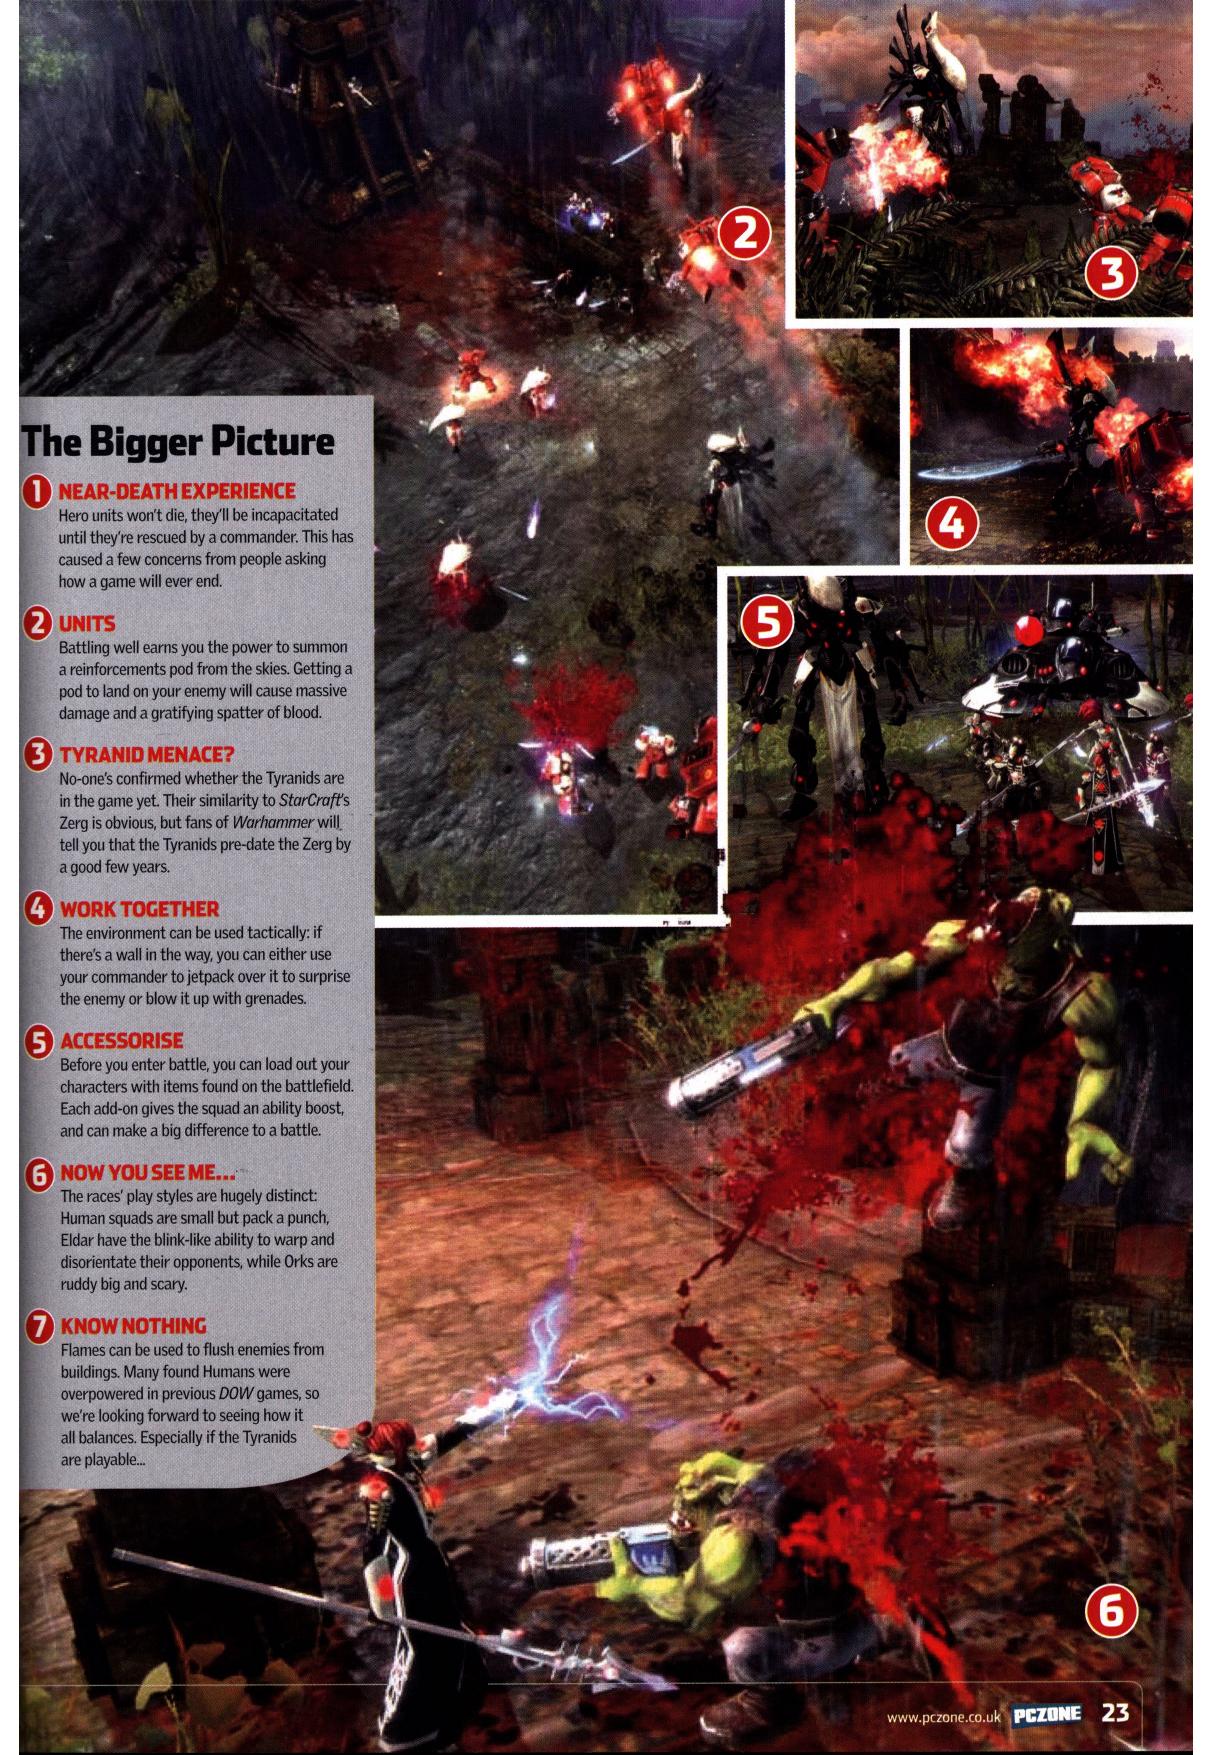 The Bigger Picture
1 NEAR-DEATH EXPERIENCE
Hero units won't die, they'll be incapacitated
until they're rescued by a commander. This has
caused a few concerns from people asking
how a game will ever end.
2 UNITS
Battling well earns you the power to summon
a reinforcements pod from the skies. Getting a
pod to land on your enemy will cause massive
damage and a gratifying spatter of blood.
3 TYRANID MENACE?
No-one's confirmed whether the Tyranids are
in the game yet. Their similarity to StarCraft's
Zerg is obvious, but fans of Warhammer will
tell you that the Tyranids pre-date the Zerg by
a good few years.
4 WORK TOGETHER
The environment can be used tactically: if
there's a wall in the way, you can either use
your commander to jetpack over it to surprise
the enemy or blow it up with grenades.
5 ACCESSORISE
Before you enter battle, you can load out your
characters with items found on the battlefield.
Each add-on gives the squad an ability boost,
and can make a big difference to a battle.
6 NOW YOU SEE ME...
The races' play styles are hugely distinct:
Human squads are small but pack a punch,
Eldar have the blink-like ability to warp and
disorientate their opponents, while Orks are
ruddy big and scary.
7 KNOW NOTHING
Flames can be used to flush enemies from
buildings. Many found Humans were
overpowered in previous DOW games, so
we're looking forward to seeing how it
all balances. Especially if the Tyranids
are playable...
2
3
4
5
6
www.pczone.co.uk PCZONE 23